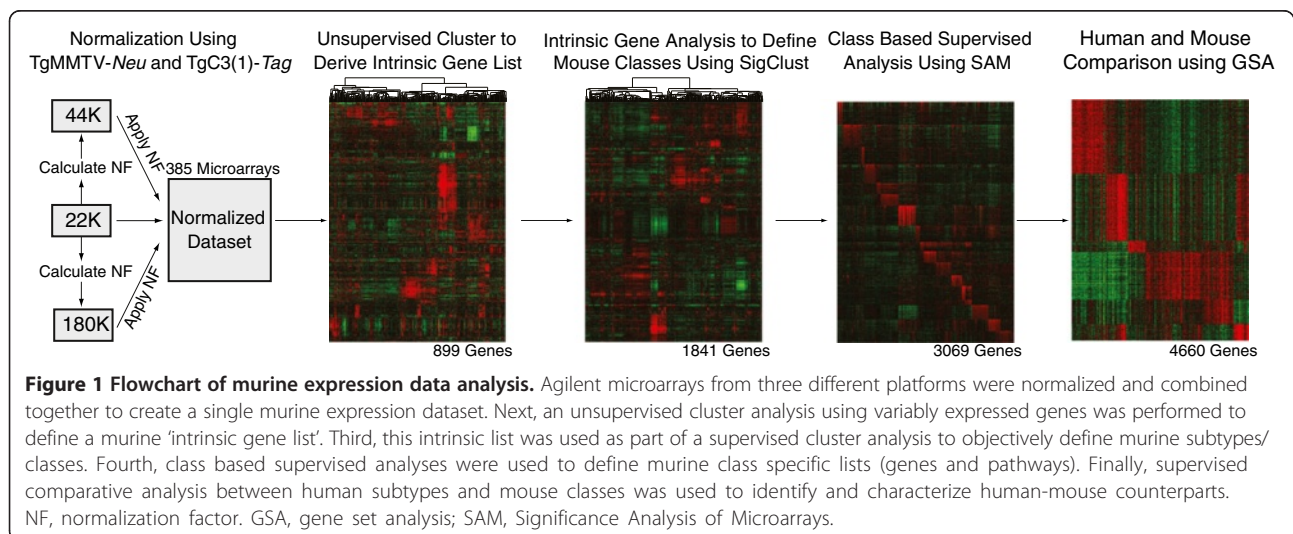 Normalization Using
TgMMTV-Neu and TgC3(1)-Tag
Unsupervised Cluster to
Derive Intrinsic Gene List
Intrinsic Gene Analysis to Define
Mouse Classes Using SigClust
Class Based Supervised
Analysis Using SAM
Human and Mouse
Comparison using GSA
44K
Apply NF
Calculate NF
385 Microarrays
22K
Normalized
Dataset
Calculate NF
Apply NF
180K
899 Genes
1841 Genes
3069 Genes
4660 Genes
Figure 1 Flowchart of murine expression data analysis. Agilent microarrays from three different platforms were normalized and combined
together to create a single murine expression dataset. Next, an unsupervised cluster analysis using variably expressed genes was performed to
define a murine ‘intrinsic gene list’. Third, this intrinsic list was used as part of a supervised cluster analysis to objectively define murine subtypes/
classes. Fourth, class based supervised analyses were used to define murine class specific lists (genes and pathways). Finally, supervised
comparative analysis between human subtypes and mouse classes was used to identify and characterize human-mouse counterparts.
NF, normalization factor. GSA, gene set analysis; SAM, Significance Analysis of Microarrays.